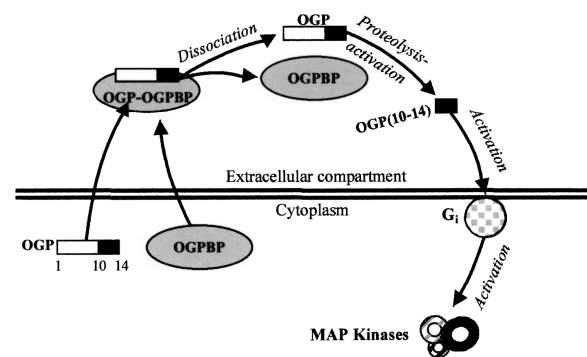 OGP
Dissociation
Proteolysis-
activation
OGPBP
OGP-OGPBP
OGP(10-14)
Activation
Extracellular compartment
Cytoplasm
Gi
OGP
1 10 14
OGPBP
Activation
MAP Kinases